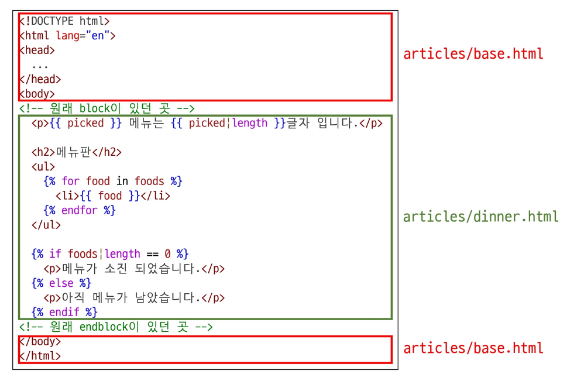 <!DOCTYPE html>
<html lang="en">
<head>
...
</head>
<body>
articles/base.html
<!-- 원래 block이 있던 곳 -->
<p>{{ picked }} 메뉴는 {{ picked|length }}글자 입니다.</p>
<h2>메뉴판</h2>
<ul>
{% for food in foods %}
<li>{{ food }}</li>
{% endfor %}
</ul>
{% if foods|length == 0 %}
<p>메뉴가 소진 되었습니다.</p>
{% else %}
<p>아직 메뉴가 남았습니다.</p>
{% endif %}
articles/dinner.html
<!-- 원래 endblock이 있던 곳 -->
</body>
</html>
articles/base.html